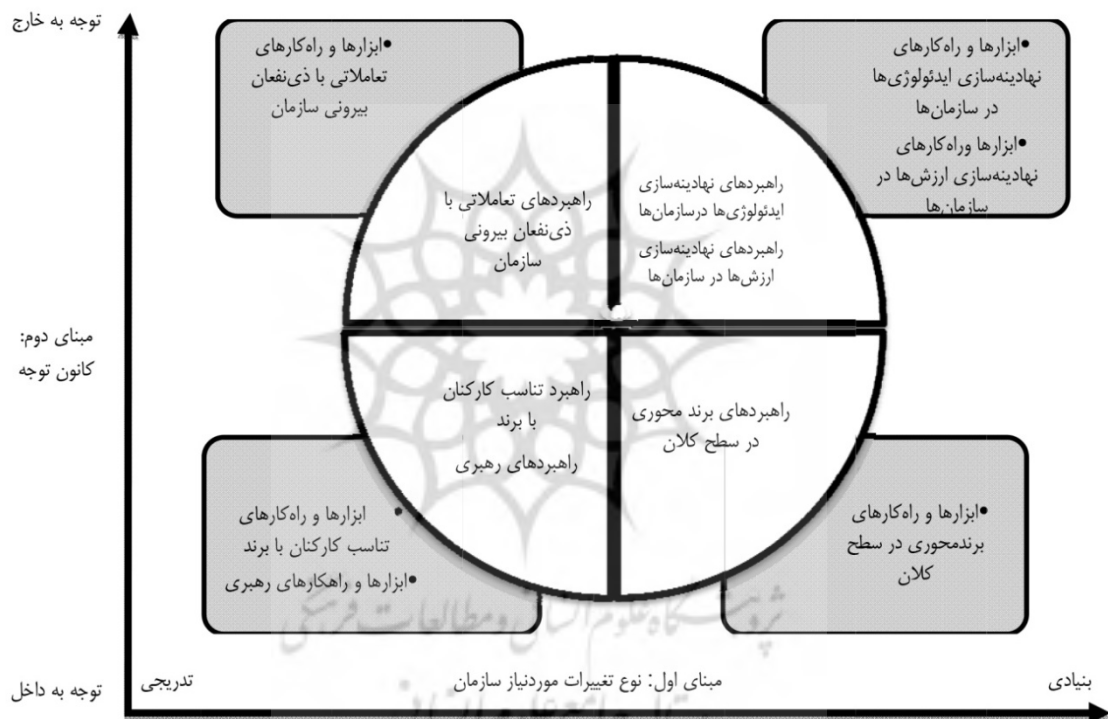 توجه به خارج
•ابزارها و راه‌کارهای
نهادینه‌سازی ایدئولوژی‌ها
در سازمان‌ها
•ابزارها وراه‌کارهای
نهادینه‌سازی ارزش‌ها در
سازمان‌ها
•ابزارها و راه‌کارهای
تعاملاتی با ذی‌نفعان
بیرونی سازمان
راهبردهای نهادینه‌سازی
ایدئولوژی‌ها درسازمان‌ها
راهبردهای نهادینه‌سازی
ارزش‌ها در سازمان‌ها
راهبردهای تعاملاتی با
ذی‌نفعان بیرونی
سازمان
مبنای دوم:
کانون توجه
راهبردهای برند محوری
در سطح کلان
راهبرد تناسب کارکنان
با برند
راهبردهای رهبری
•ابزارها و راه‌کارهای
برندمحوری در سطح
کلان
• ابزارها و راه‌کارهای
تناسب کارکنان با برند
•ابزارها و راهکارهای رهبری
پژوهشگاه علوم انسانی و مطالعات فرهنگی
بنیادی
مبنای اول: نوع تغییرات موردنیاز سازمان
تدریجی
توجه به داخل